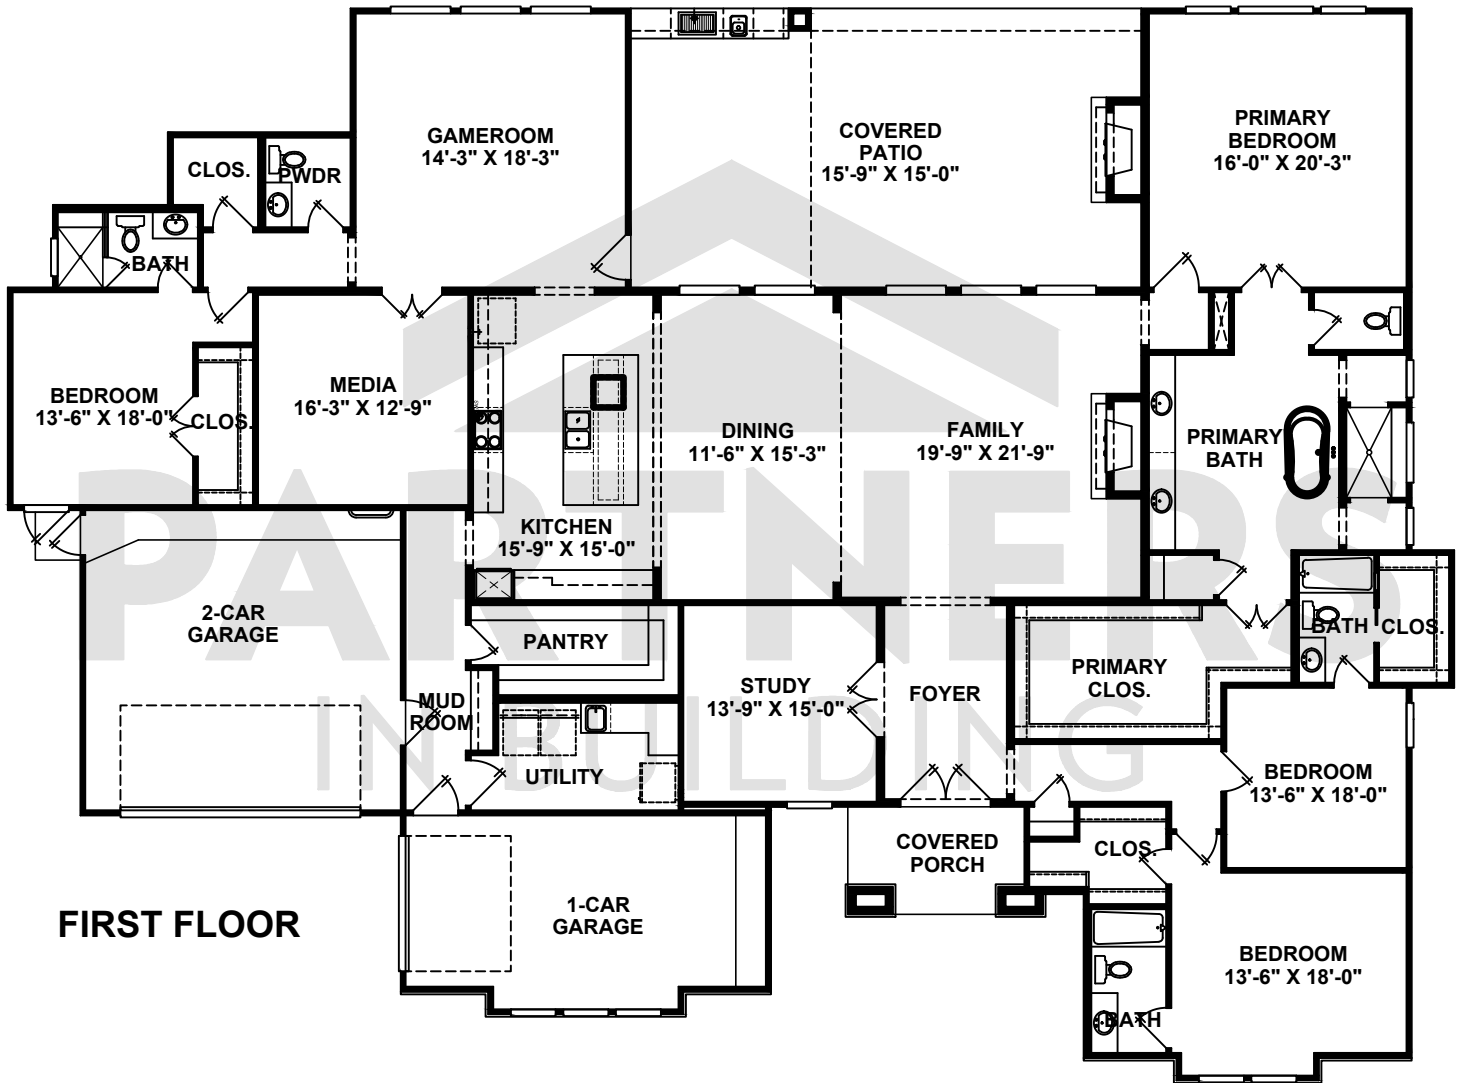 GAMEROOM
14'-3" X 18'-3"
COVERED
PATIO
15'-9" X 15'-0"
PRIMARY
BEDROOM
16'-0" X 20'-3"
CLOS.
PWDR
BATH
BEDROOM
13'-6" X 18'-0"
CLOS.
MEDIA
16'-3" X 12'-9"
KITCHEN
15'-9" X 15'-0"
DINING
11'-6" X 15'-3"
FAMILY
19'-9" X 21'-9"
PRIMARY
BATH
PARTNERS
IN BUILDING
2-CAR
GARAGE
PANTRY
MUD
ROOM
UTILITY
STUDY
13'-9" X 15'-0"
FOYER
PRIMARY
CLOS.
BATH
CLOS.
BEDROOM
13'-6" X 18'-0"
COVERED
PORCH
CLOS.
1-CAR
GARAGE
BEDROOM
13'-6" X 18'-0"
BATH
FIRST FLOOR